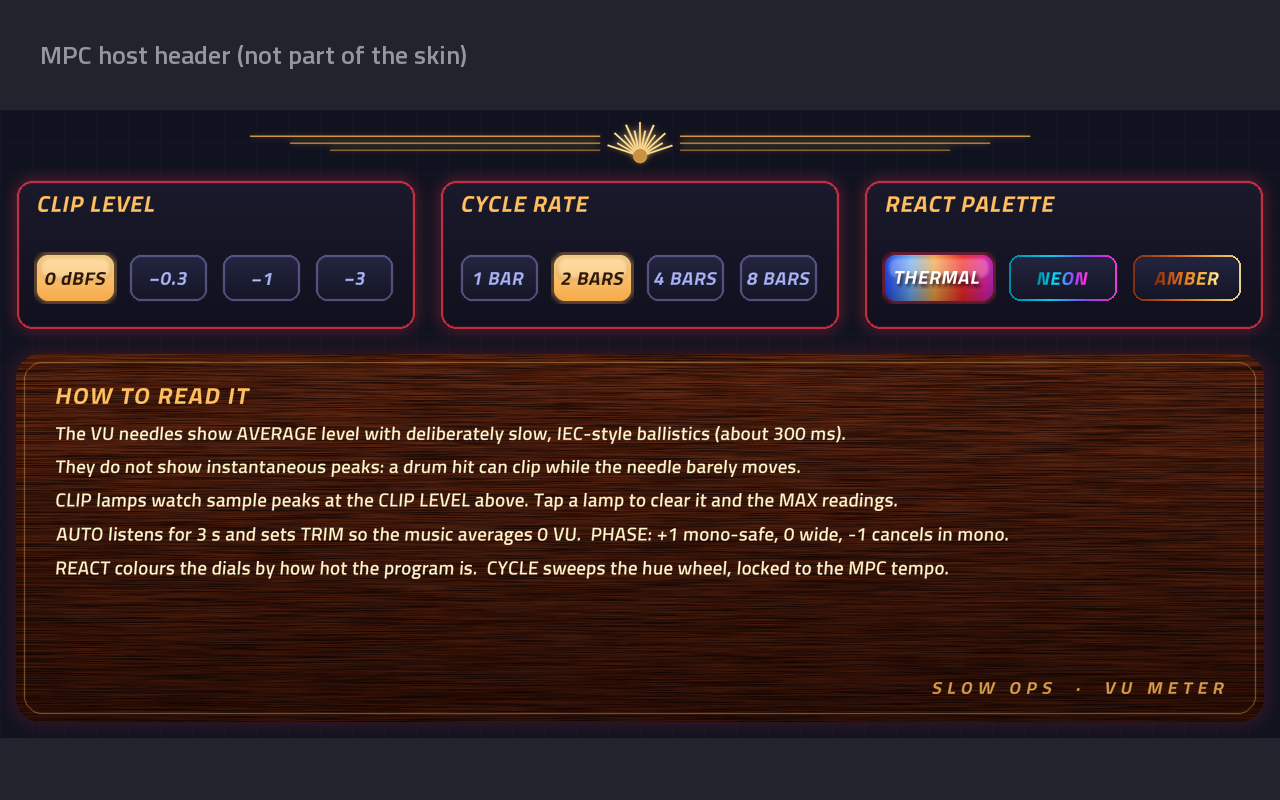 MPC host header (not part of the skin)
CLIP LEVEL
0 dBFS −0.3 −1 −3
CYCLE RATE
1 BAR 2 BARS 4 BARS 8 BARS
REACT PALETTE
THERMAL NEON AMBER
HOW TO READ IT
The VU needles show AVERAGE level with deliberately slow, IEC-style ballistics (about 300 ms).
They do not show instantaneous peaks: a drum hit can clip while the needle barely moves.
CLIP lamps watch sample peaks at the CLIP LEVEL above. Tap a lamp to clear it and the MAX readings.
AUTO listens for 3 s and sets TRIM so the music averages 0 VU.  PHASE: +1 mono-safe, 0 wide, -1 cancels in mono.
REACT colours the dials by how hot the program is.  CYCLE sweeps the hue wheel, locked to the MPC tempo.
SLOW OPS · VU METER